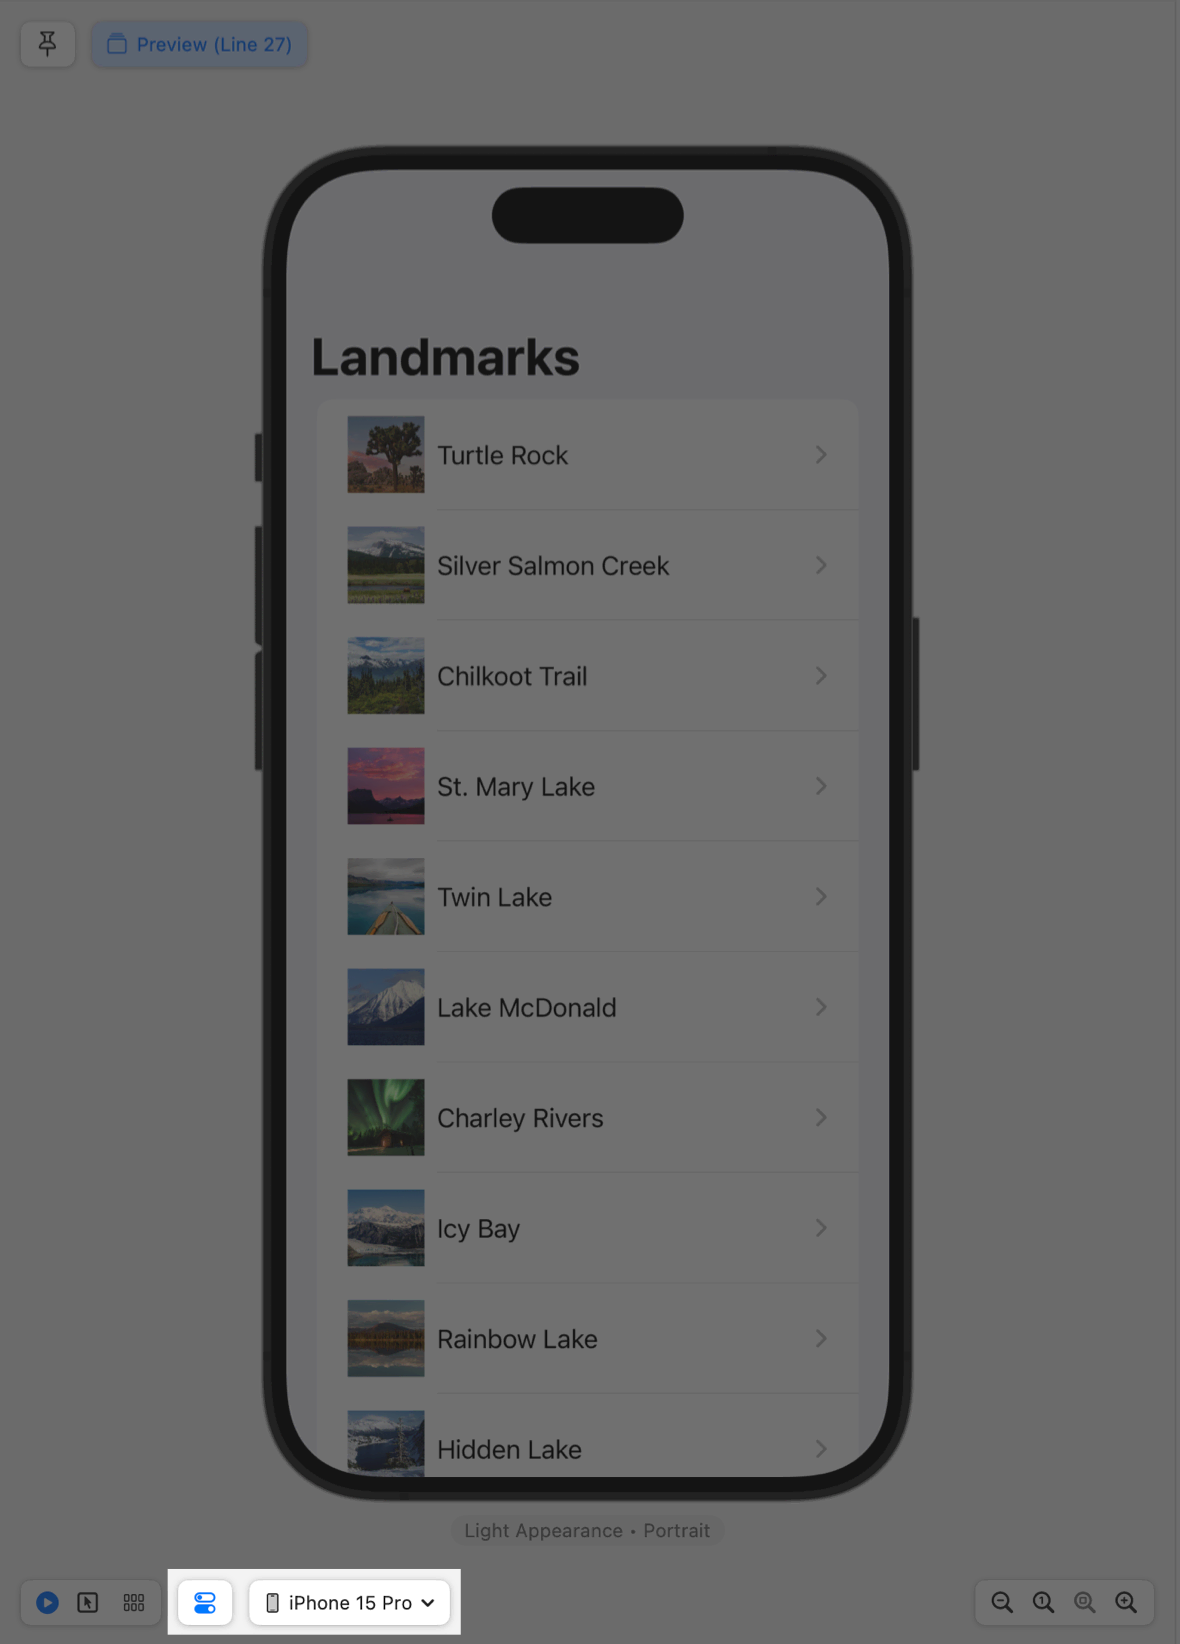 Preview (Line 27)
Landmarks
Turtle Rock
Silver Salmon Creek
Chilkoot Trail
St. Mary Lake
Twin Lake
Lake McDonald
Charley Rivers
Icy Bay
Rainbow Lake
Hidden Lake
Light Appearance • Portrait
iPhone 15 Pro
1